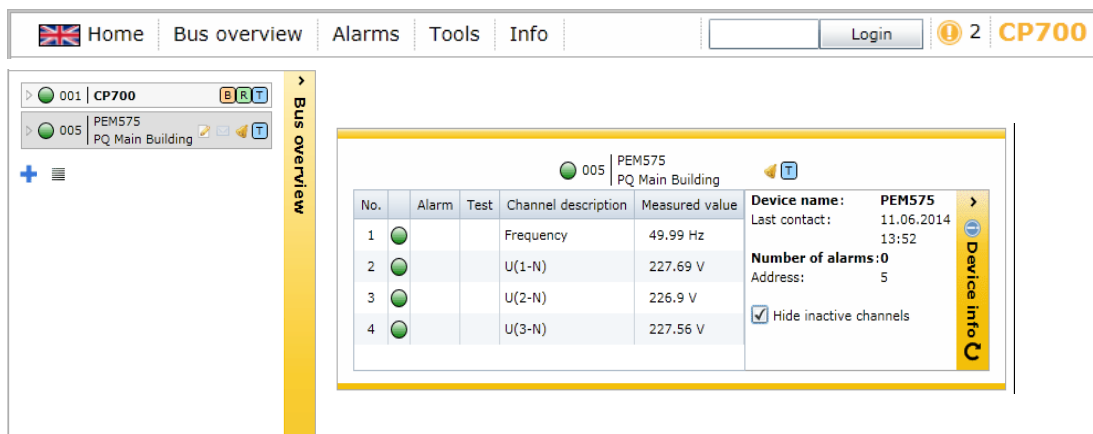 Home Bus overview Alarms Tools Info Login 2 CP700
001 CP700 B R T
005 PEM575
PQ Main Building T
Bus overview
005 PEM575
PQ Main Building T
No. Alarm Test Channel description Measured value
1 Frequency 49.99 Hz
2 U(1-N) 227.69 V
3 U(2-N) 226.9 V
4 U(3-N) 227.56 V
Device name: PEM575
Last contact: 11.06.2014
13:52
Number of alarms:0
Address: 5
Hide inactive channels
Device info